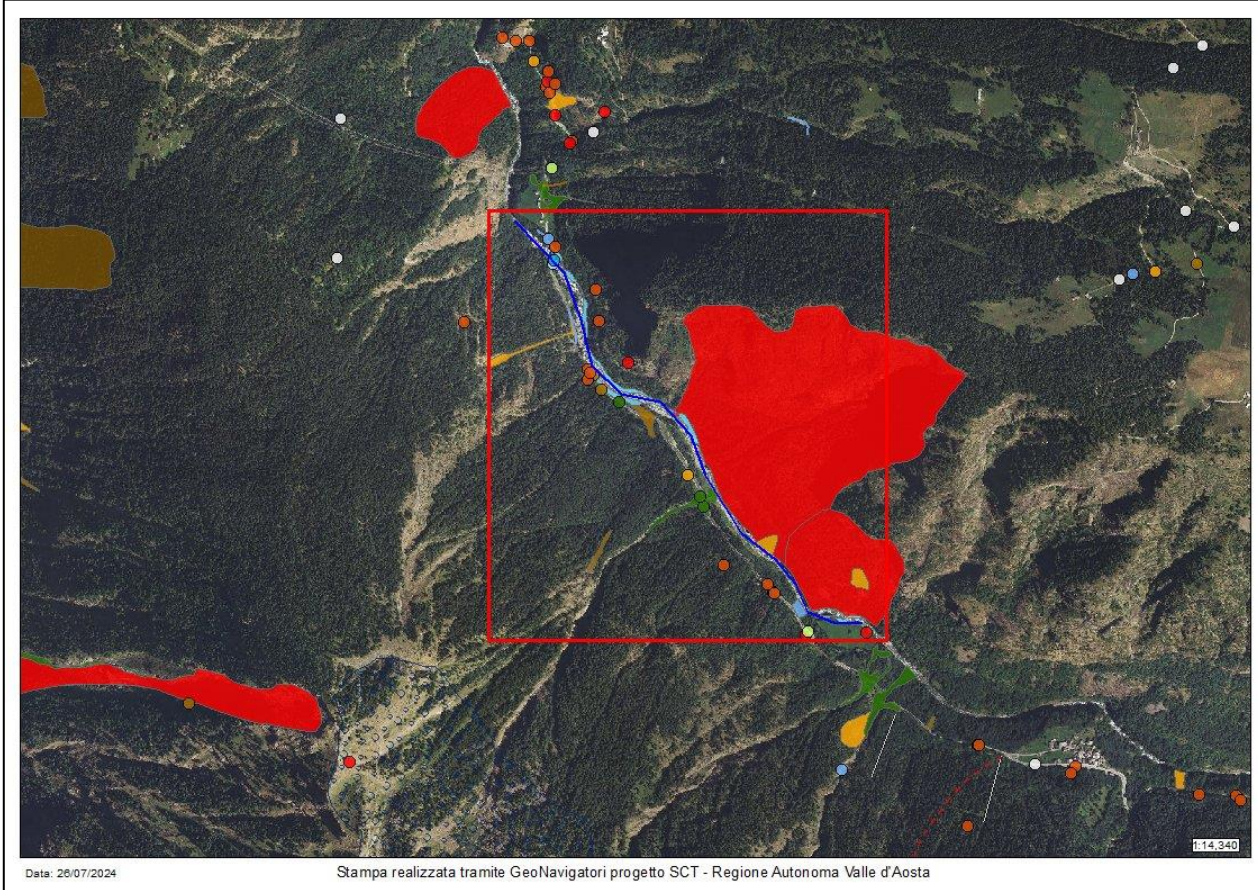 1:14,340
Data: 26/07/2024
Stampa realizzata tramite GeoNavigatori progetto SCT - Regione Autonoma Valle d'Aosta